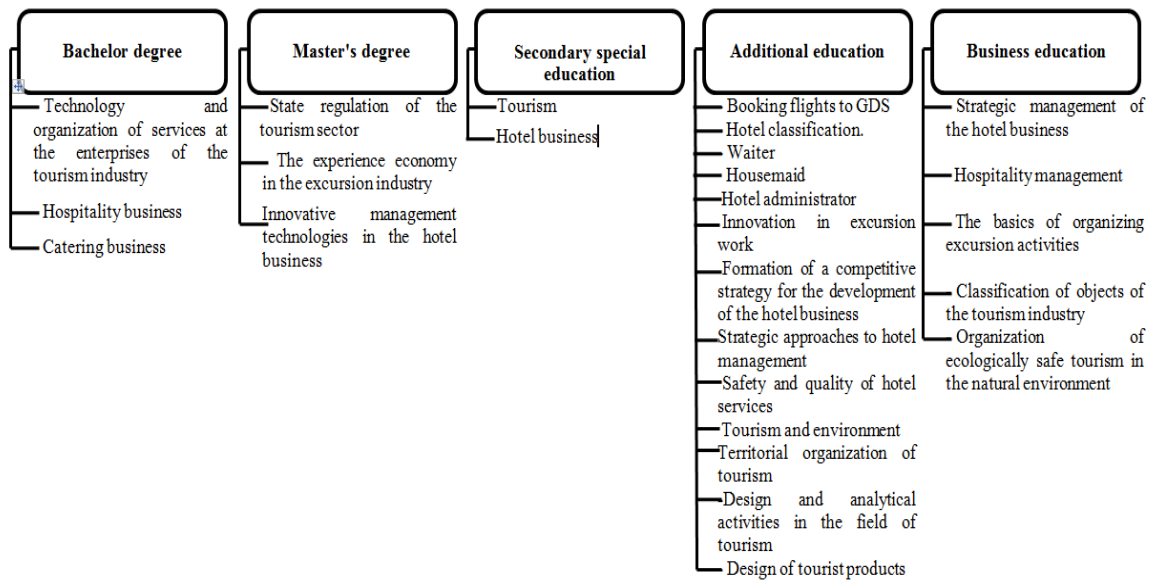 Bachelor degree
Technology and
organization of services at
the enterprises of the
tourism industry
Hospitality business
Catering business
Master's degree
State regulation of the
tourism sector
The experience economy
in the excursion industry
Innovative management
technologies in the hotel
business
Secondary special
education
Tourism
Hotel business
Additional education
Booking flights to GDS
Hotel classification.
Waiter
Housemaid
Hotel administrator
Innovation in excursion
work
Formation of a competitive
strategy for the development
of the hotel business
Strategic approaches to hotel
management
Safety and quality of hotel
services
Tourism and environment
Territorial organization of
tourism
Design and analytical
activities in the field of
tourism
Design of tourist products
Business education
Strategic management of
the hotel business
Hospitality management
The basics of organizing
excursion activities
Classification of objects of
the tourism industry
Organization of
ecologically safe tourism in
the natural environment